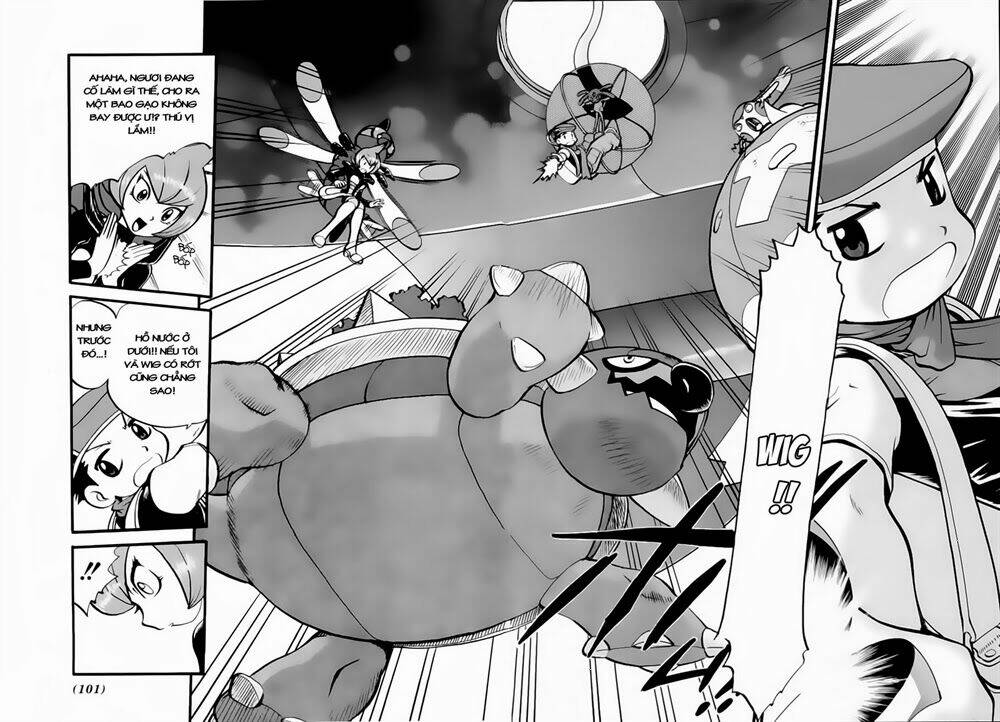 AHAHA, NGƯƠI ĐANG
CỐ LÀM GÌ THẾ, CHO RA
MỘT BAO GẠO KHÔNG
BAY ĐƯỢC Ư!? THÚ VỊ
LẮM!!
BỐP
BỐP
NHƯNG
TRƯỚC
ĐÓ...!
HỒ NƯỚC Ở
DƯỚI!! NẾU TÔI
VÀ WIG CÓ RỚT
CŨNG CHẲNG
SAO!
!!
WIG
!!
(101)